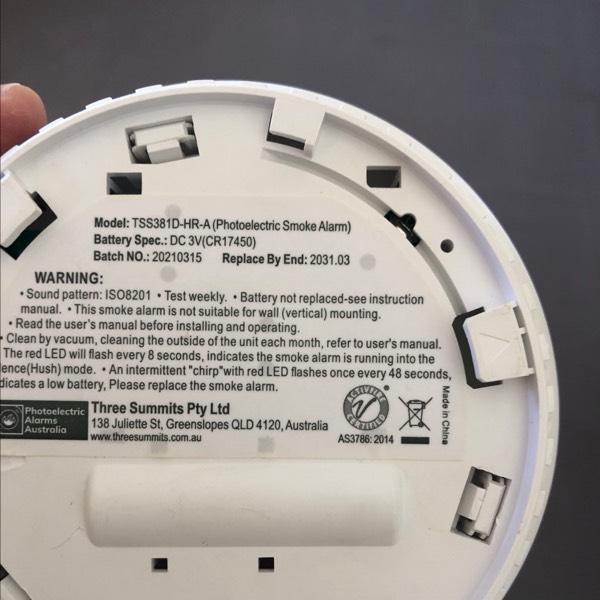 Model: TSS381D-HR-A (Photoelectric Smoke Alarm)
Battery Spec.: DC 3V(CR17450)
Batch NO.: 20210315 Replace By End: 2031.03
WARNING:
• Sound pattern: ISO8201 • Test weekly. • Battery not replaced-see instruction
manual. • This smoke alarm is not suitable for wall (vertical) mounting.
• Read the user's manual before installing and operating.
• Clean by vacuum, cleaning the outside of the unit each month, refer to user's manual.
The red LED will flash every 8 seconds, indicates the smoke alarm is running into the
ence(Hush) mode. • An intermittent "chirp"with red LED flashes once every 48 seconds,
dicates a low battery, Please replace the smoke alarm.
Photoelectric
Alarms
Australia
Three Summits Pty Ltd
138 Juliette St, Greenslopes QLD 4120, Australia
www.threesummits.com.au
AS3786: 2014
Made in China